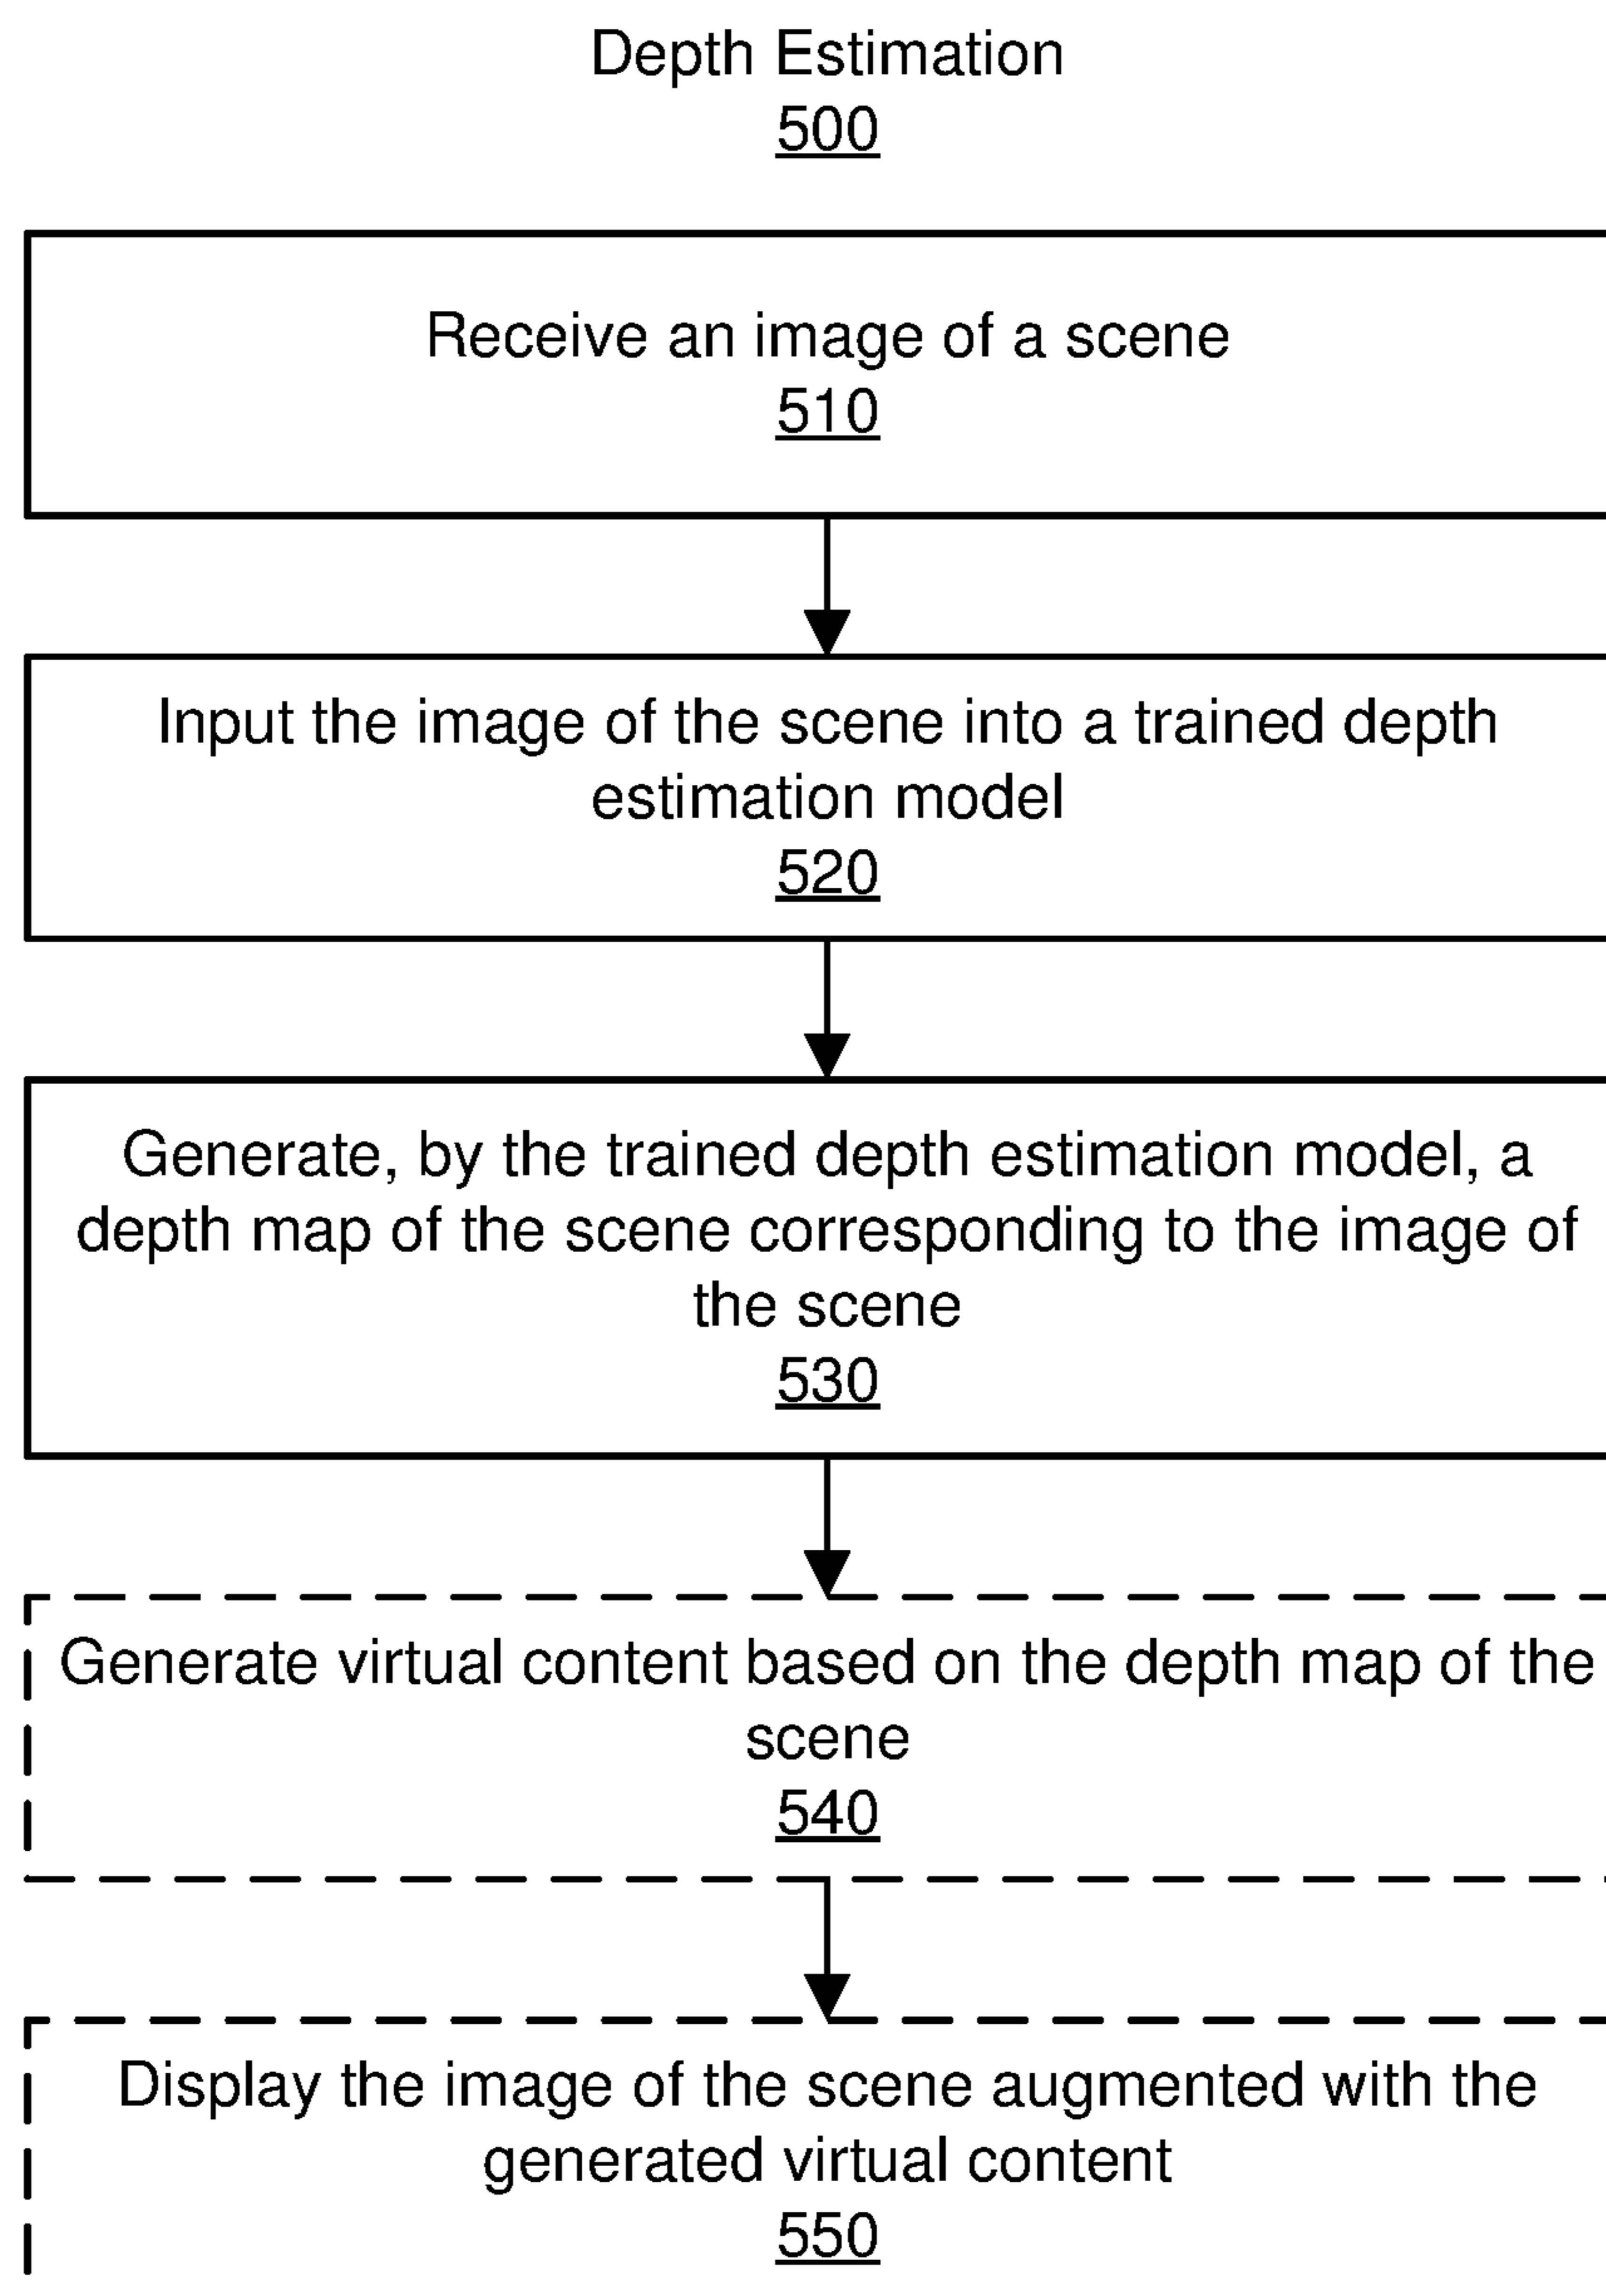 Depth Estimation
500
Receive an image of a scene
510
Input the image of the scene into a trained depth
estimation model
520
Generate, by the trained depth estimation model, a
depth map of the scene corresponding to the image of
the scene
530
Generate virtual content based on the depth map of the
scene
540
Display the image of the scene augmented with the
generated virtual content
550